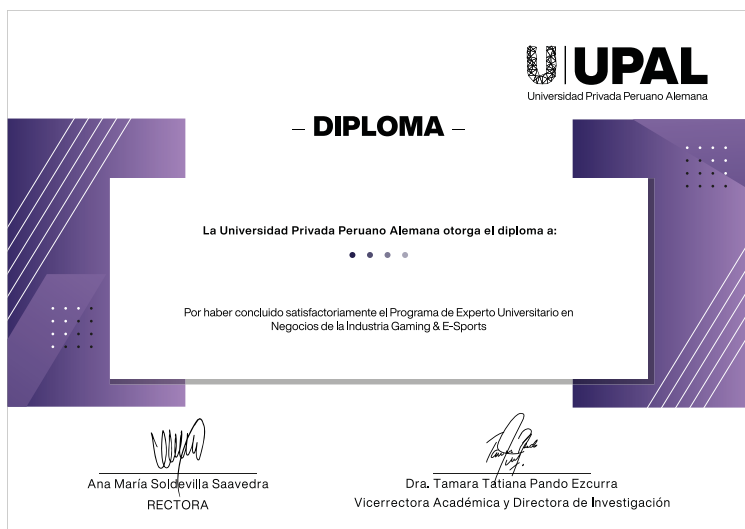 UPAL
Universidad Privada Peruano Alemana
– DIPLOMA –
La Universidad Privada Peruano Alemana otorga el diploma a:
Por haber concluido satisfactoriamente el Programa de Experto Universitario en
Negocios de la Industria Gaming & E-Sports
Ana María Soldevilla Saavedra
RECTORA
Dra. Tamara Tatiana Pando Ezcurra
Vicerrectora Académica y Directora de Investigación